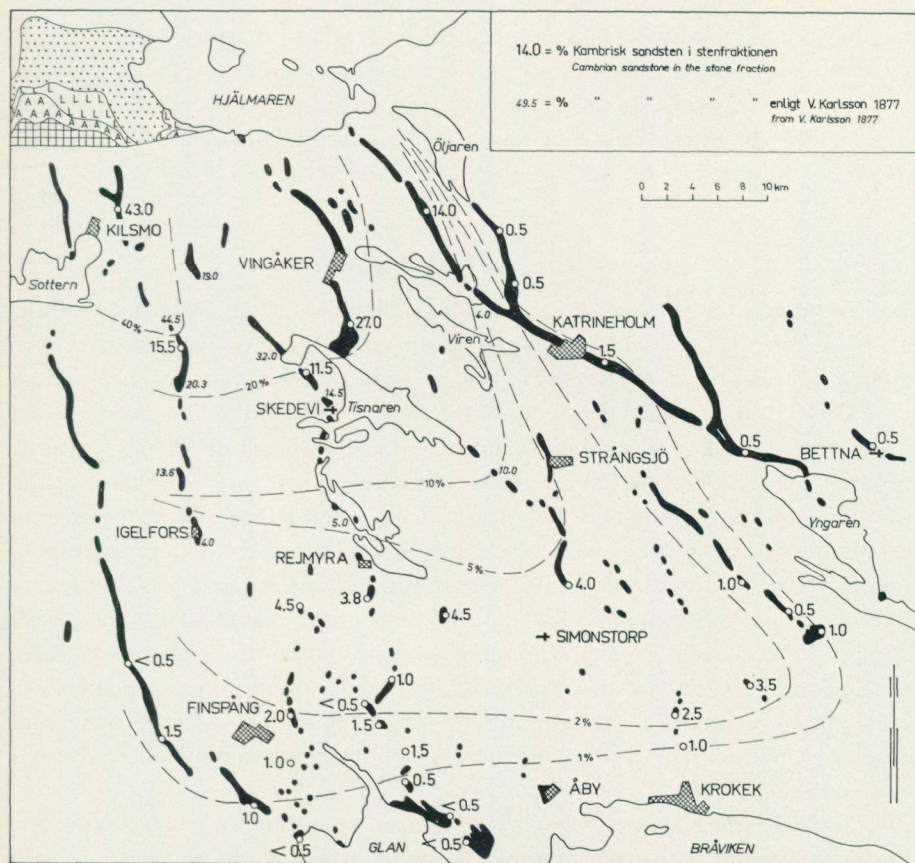 14.0 = % Kambrisk sandsten i stenfraktionen
Cambrian sandstone in the stone fraction
49.5 = % " " " " enligt V. Karlsson 1877
from V. Karlsson 1877
0 2 4 6 8 10 km
HJÄLMAREN
L L L L L
A A L L L L
A A A A A L
A A A A
Öljaren
43.0
KILSMO
14.0
0.5
19.0
VINGÅKER
Sottern
0.5
40%
44.5
27.0
4.0
KATRINEHOLM
Viren
15.5
32.0
1.5
11.5
20.3
20%
14.5
SKEDEVI
Tisnaren
0.5
0.5
BETTNA
STRÅNGSJÖ
13.6
10.0
10%
IGELFORS
4.0
5.0
Yngaren
REJMYRA
5%
4.0
1.0
4.5
3.8
4.5
0.5
1.0
SIMONSTORP
<0.5
1.0
3.5
FINSPÅNG
<0.5
2.0
1.5
2%
2.5
1.5
1.0
1.5
1%
1.0
0.5
1.0
ÅBY
KROKEK
<0.5
<0.5
GLAN
<0.5
BRÅVIKEN